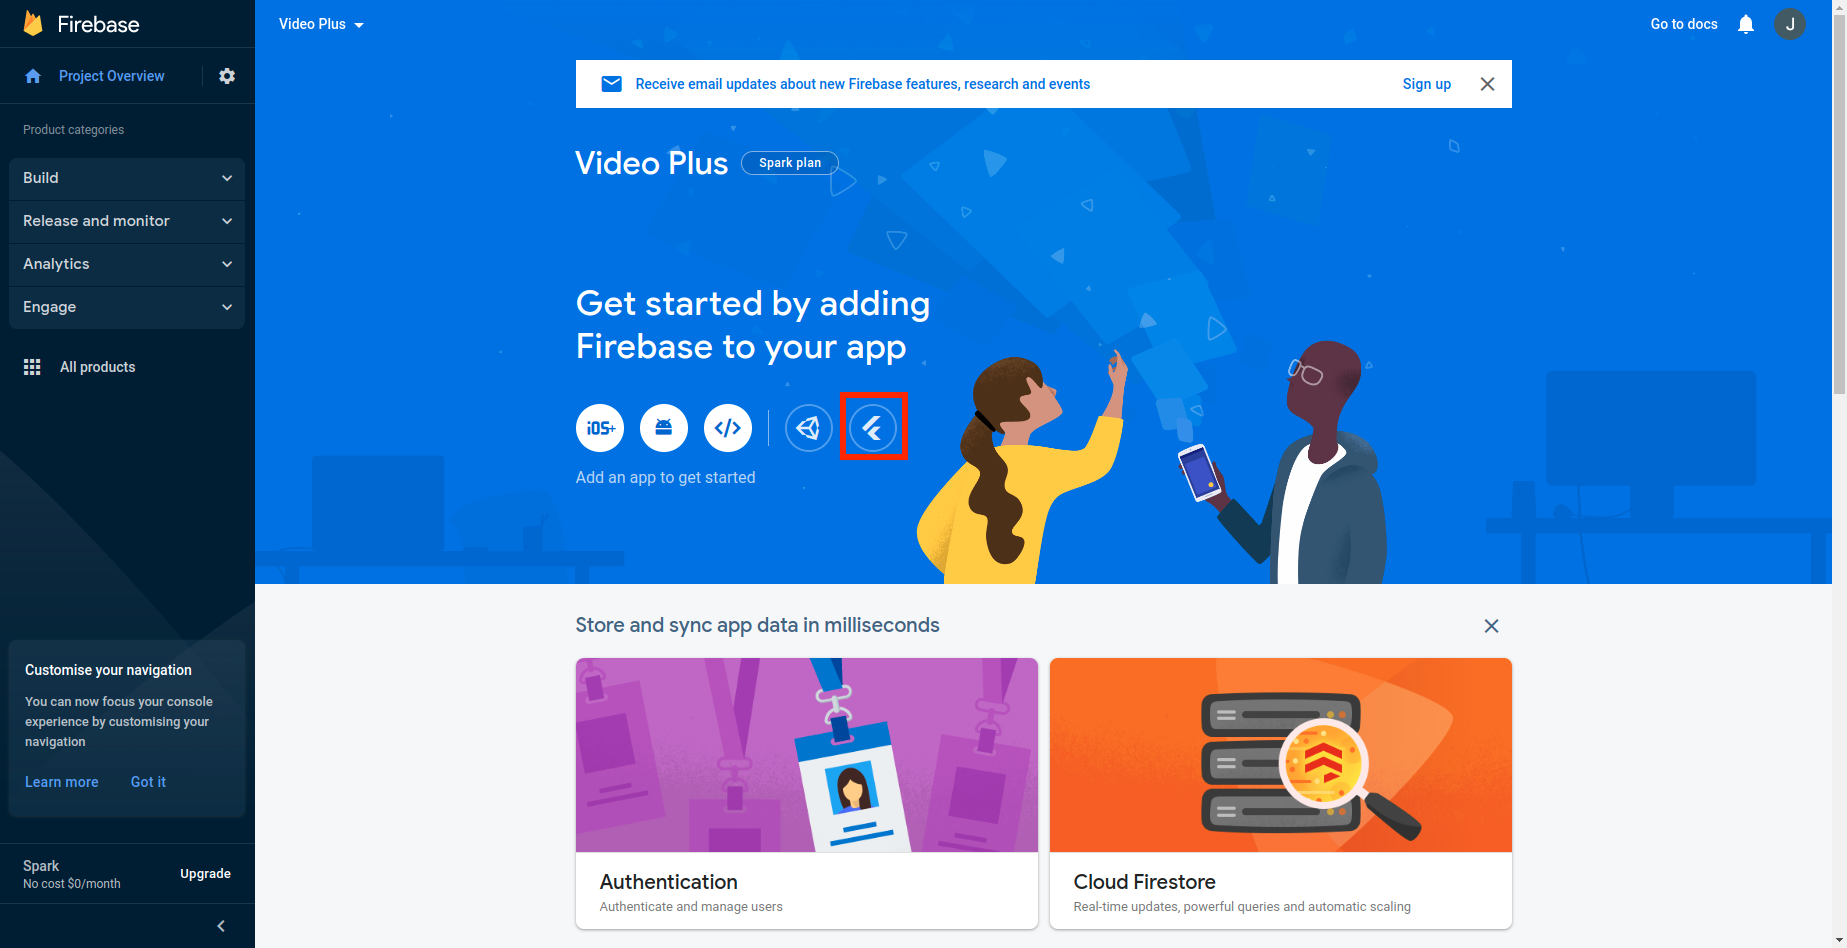 Firebase
Video Plus
Go to docs
J
Project Overview
Receive email updates about new Firebase features, research and events
Sign up
Product categories
Build
Release and monitor
Analytics
Engage
All products
Video Plus
Spark plan
Get started by adding
Firebase to your app
iOS+
</>
Add an app to get started
Customise your navigation
You can now focus your console
experience by customising your
navigation
Learn more
Got it
Spark
No cost $0/month
Upgrade
Store and sync app data in milliseconds
Authentication
Authenticate and manage users
Cloud Firestore
Real-time updates, powerful queries and automatic scaling